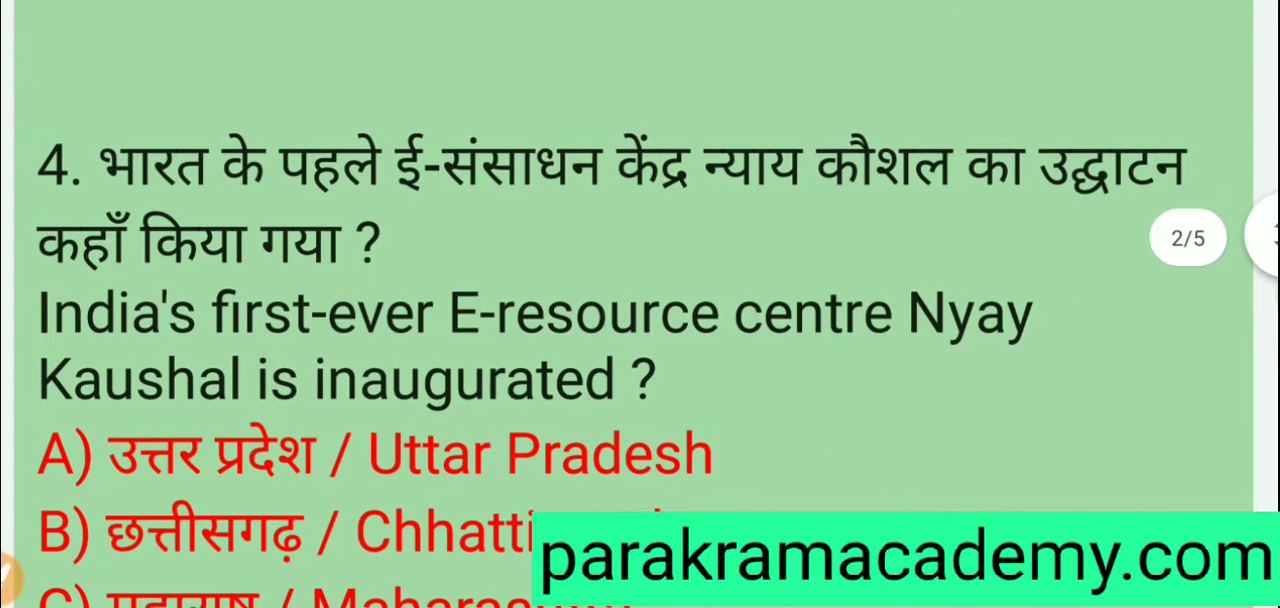 4. भारत के पहले ई-संसाधन केंद्र न्याय कौशल का उद्घाटन
कहाँ किया गया ?
2/5
India's first-ever E-resource centre Nyay
Kaushal is inaugurated ?
A) उत्तर प्रदेश / Uttar Pradesh
B) छत्तीसगढ़ /
parakramacademy.com
C)